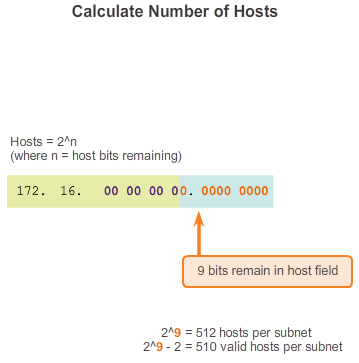 Calculate Number of Hosts
Hosts = 2^n
(where n = host bits remaining)
172. 16. 00 00 00 00. 0000 0000
9 bits remain in host field
2^9 = 512 hosts per subnet
2^9 - 2 = 510 valid hosts per subnet